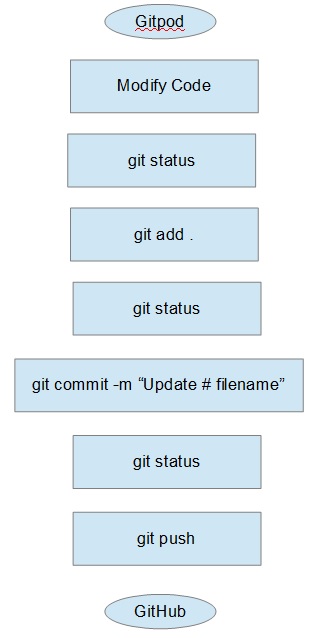 Gitpod
Modify Code
git status
git add .
git status
git commit -m “Update # filename”
git status
git push
GitHub